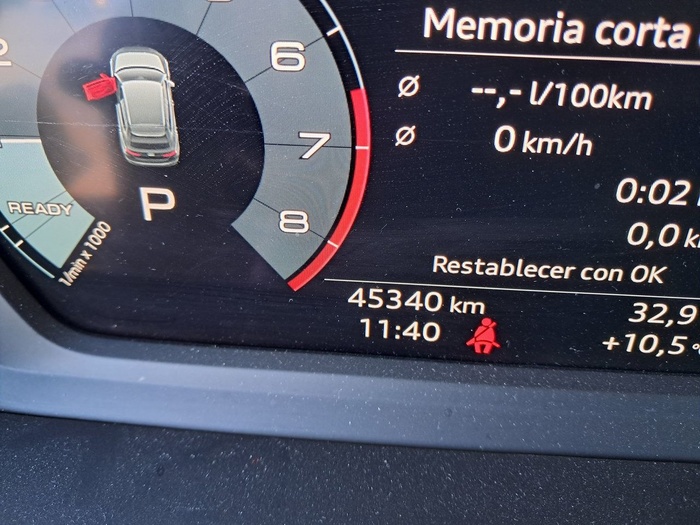 Memoria corta
2
6
Ø --,- l/100km
Ø 0 km/h
7
P
READY
8
1/min x 1000
0:02
0,0
Restablecer con OK
45340 km
32,9
11:40
+10,5